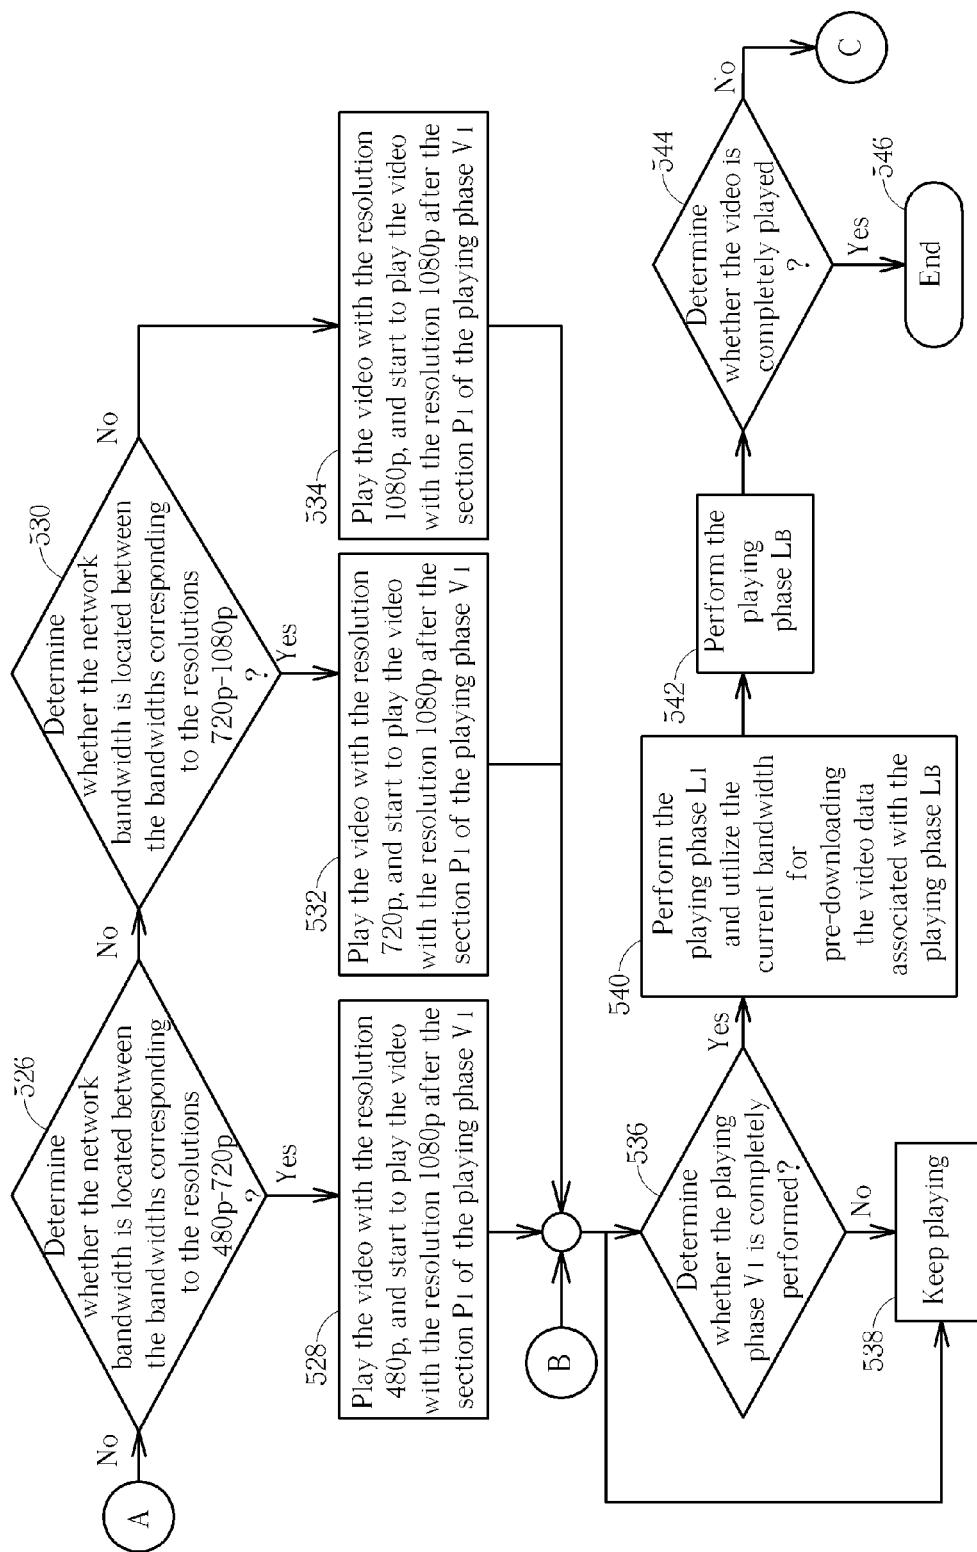 A
No
526
Determine
whether the network
bandwidth is located between
the bandwidths corresponding
to the resolutions
480p-720p
?
No
Yes
530
Determine
whether the network
bandwidth is located between
the bandwidths corresponding
to the resolutions
720p-1080p
?
No
Yes
528
Play the video with the resolution
480p, and start to play the video
with the resolution 1080p after the
section P1 of the playing phase V1
532
Play the video with the resolution
720p, and start to play the video
with the resolution 1080p after the
section P1 of the playing phase V1
534
Play the video with the resolution
1080p, and start to play the video
with the resolution 1080p after the
section P1 of the playing phase V1
B
536
Determine
whether the playing
phase V1 is completely
performed?
Yes
No
538
Keep playing
540
Perform the
playing phase L1
and utilize the
current bandwidth
for
pre-downloading
the video data
associated with the
playing phase LB
542
Perform the
playing
phase LB
544
Determine
whether the video is
completely played
?
No
C
Yes
546
End